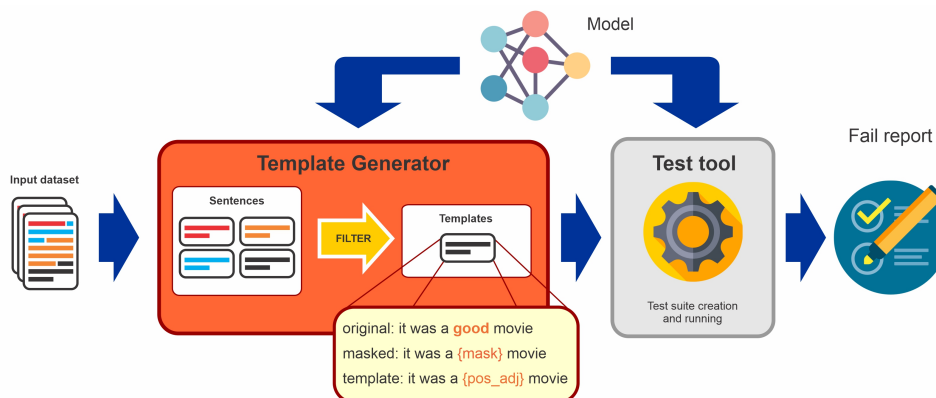 Model
Fail report
Template Generator
Test tool
Input dataset
Sentences
FILTER
Templates
Test suite creation
and running
original: it was a good movie
masked: it was a {mask} movie
template: it was a {pos_adj} movie